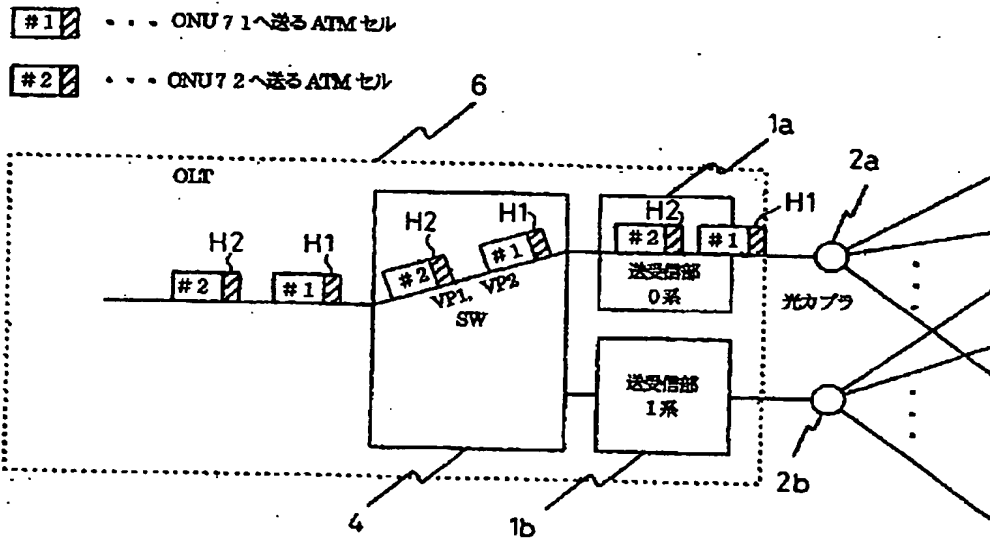 #1 ・・・ ONU71へ送るATMセル
#2 ・・・ ONU72へ送るATMセル
6
1a
OLT
2a
H2
H1
H2
H1
H2
H1
#2
#1
#2
#1
#2
#1
VP1, VP2
SW
送受信部
0系
光カプラ
送受信部
1系
4
1b
2b